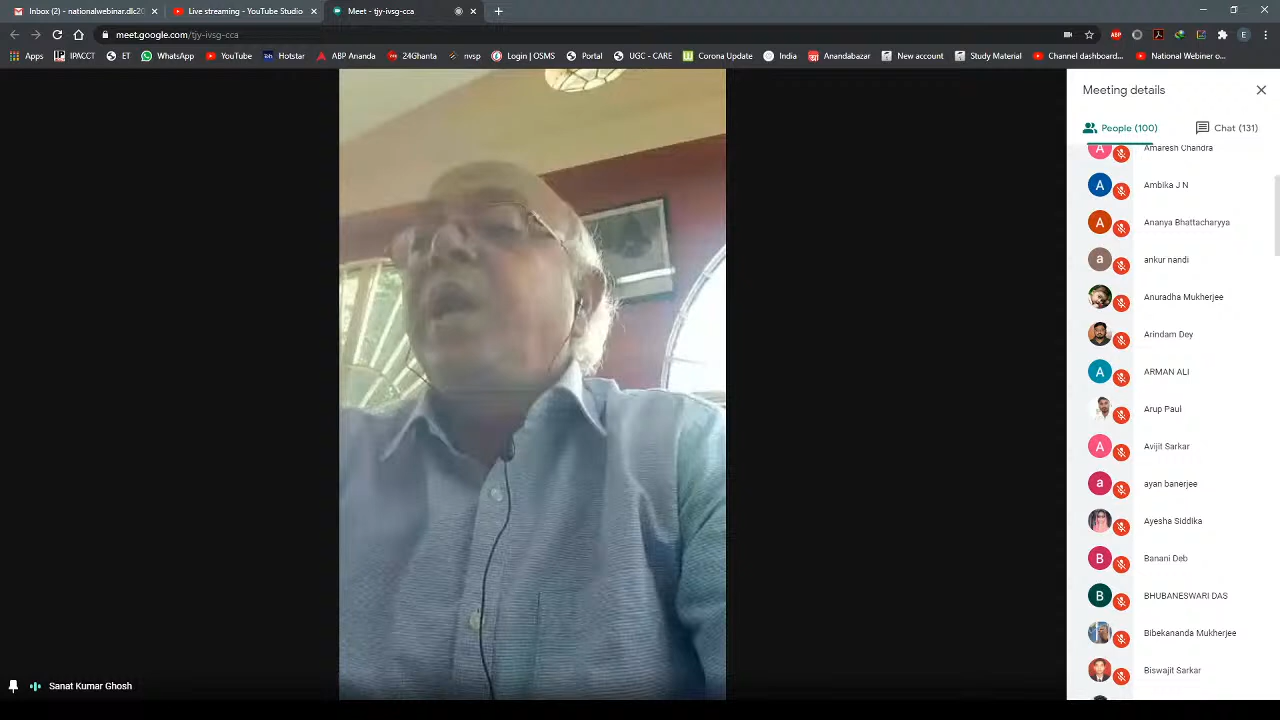 Inbox (2) - nationalwebinar.dlc20
Live streaming - YouTube Studio
Meet - tjy-ivsg-cca
meet.google.com/tjy-ivsg-cca
ABP
E
Apps
IPACCT
ET
WhatsApp
YouTube
Hotstar
ABP Ananda
24Ghanta
nvsp
Login | OSMS
Portal
UGC - CARE
Corona Update
India
Anandabazar
New account
Study Material
Channel dashboard...
National Webiner o...
Meeting details
People (100)
Chat (131)
A Amaresh Chandra
A Ambika J N
A Ananya Bhattacharyya
a ankur nandi
Anuradha Mukherjee
Arindam Dey
A ARMAN ALI
Arup Paul
A Avijit Sarkar
a ayan banerjee
Ayesha Siddika
B Banani Deb
B BHUBANESWARI DAS
Bibekananda Mukherjee
Biswajit Sarkar
Sanat Kumar Ghosh